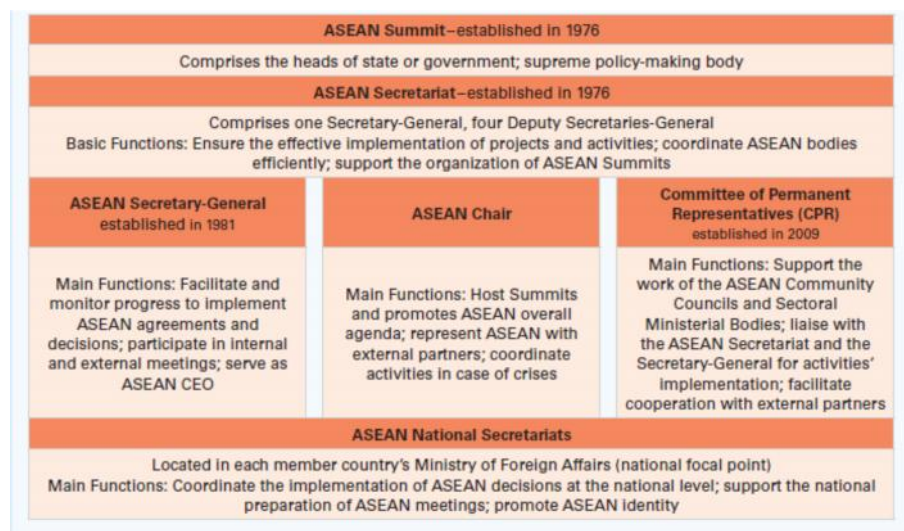 ASEAN Summit–established in 1976
Comprises the heads of state or government; supreme policy-making body
ASEAN Secretariat–established in 1976
Comprises one Secretary-General, four Deputy Secretaries-General
Basic Functions: Ensure the effective implementation of projects and activities; coordinate ASEAN bodies
efficiently; support the organization of ASEAN Summits
ASEAN Secretary-General
established in 1981
Main Functions: Facilitate and
monitor progress to implement
ASEAN agreements and
decisions; participate in internal
and external meetings; serve as
ASEAN CEO
ASEAN Chair
Main Functions: Host Summits
and promotes ASEAN overall
agenda; represent ASEAN with
external partners; coordinate
activities in case of crises
Committee of Permanent
Representatives (CPR)
established in 2009
Main Functions: Support the
work of the ASEAN Community
Councils and Sectoral
Ministerial Bodies; liaise with
the ASEAN Secretariat and the
Secretary-General for activities’
implementation; facilitate
cooperation with external partners
ASEAN National Secretariats
Located in each member country’s Ministry of Foreign Affairs (national focal point)
Main Functions: Coordinate the implementation of ASEAN decisions at the national level; support the national
preparation of ASEAN meetings; promote ASEAN identity